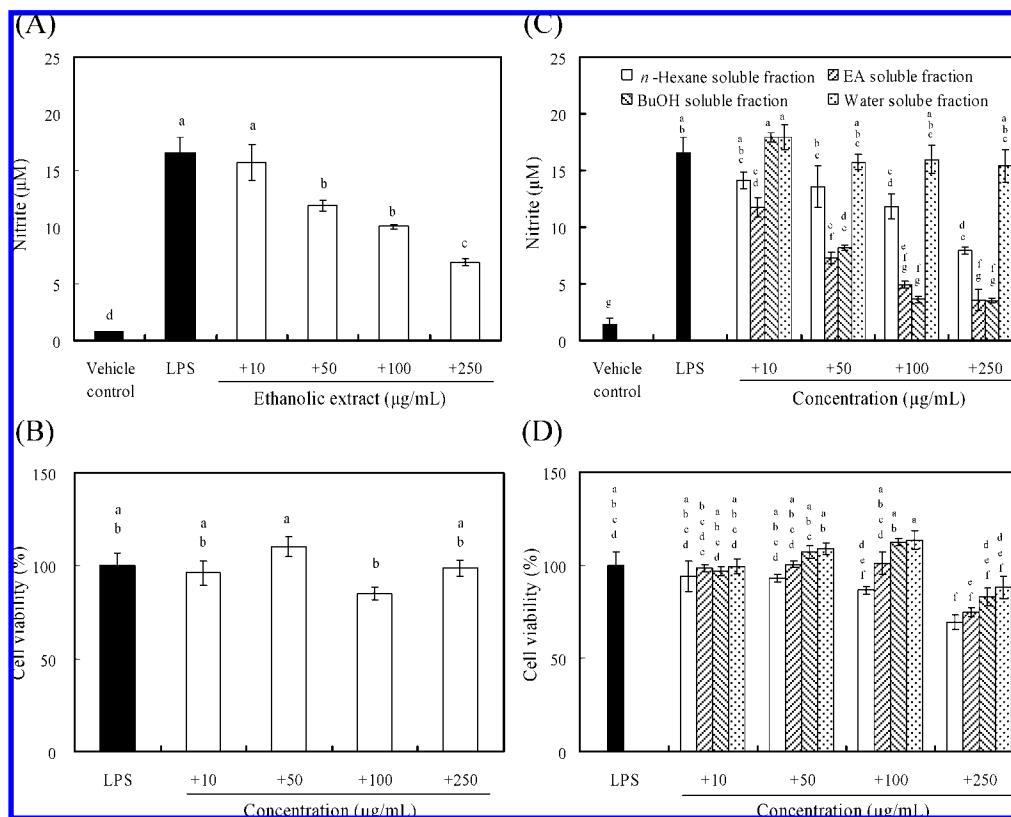 (A)
25
20
15
10
5
0
Nitrite (μM)
d
a
a
b
b
c
Vehicle control
LPS
+10
+50
+100
+250
Ethanolic extract (μg/mL)
(C)
25
20
15
10
5
0
Nitrite (μM)
n -Hexane soluble fraction
EA soluble fraction
BuOH soluble fraction
Water solube fraction
g
a b
a b c
c d
a
a
b c
a b c
c d
a b c
a b c
Vehicle control
LPS
+10
+50
+100
+250
Concentration (μg/mL)
(B)
150
100
50
0
Cell viability (%)
a b
a b
a
b
a b
LPS
+10
+50
+100
+250
Concentration (μg/mL)
(D)
150
100
50
0
Cell viability (%)
a b c d
a b c d
a b c d
a b c d
a b c d
a b c d
a b c
a b
d e f
a b c d
a b
a
f
e f
d e f
LPS
+10
+50
+100
+250
Concentration (μg/mL)